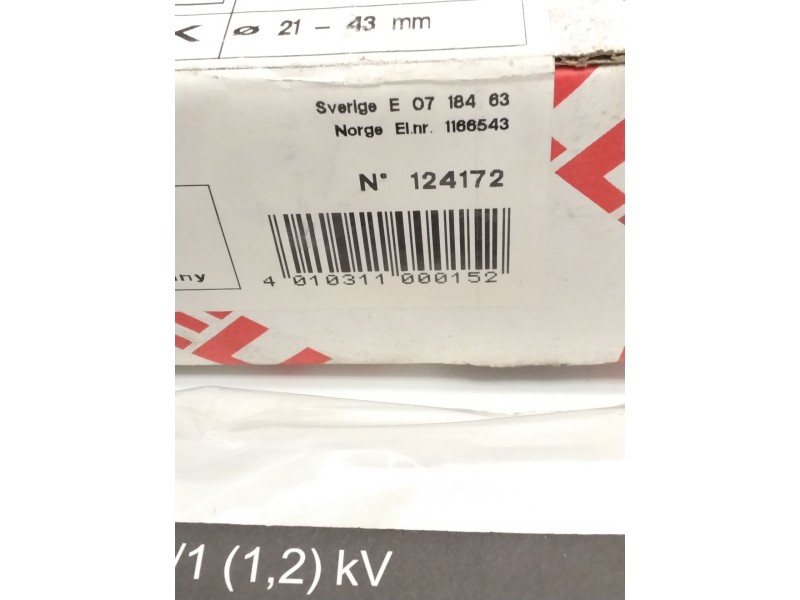 ø 21 - 43 mm
Sverige E 07 184 63
Norge El.nr. 1166543
N° 124172
4 010311 000152
/1 (1,2) kV